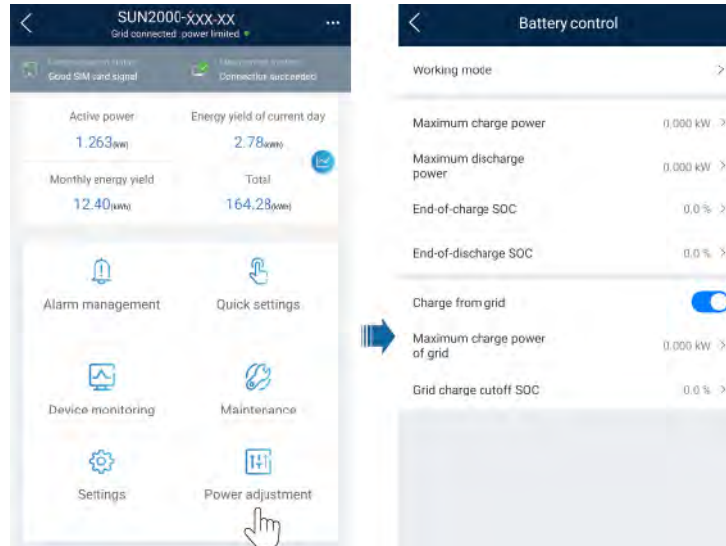 SUN2000-XXX-XX
Grid connected: power limited
Good SIM card signal
Connection succeeded
Active power
Energy yield of current day
1.263(kW)
2.78(kWh)
Monthly energy yield
Total
12.40(kWh)
164.28(kWh)
Alarm management
Quick settings
Device monitoring
Maintenance
Settings
Power adjustment
Battery control
Working mode
Maximum charge power
0.000 kW
Maximum discharge
power
0.000 kW
End-of-charge SOC
0.0 %
End-of-discharge SOC
0.0 %
Charge from grid
Maximum charge power
of grid
0.000 kW
Grid charge cutoff SOC
0.0 %